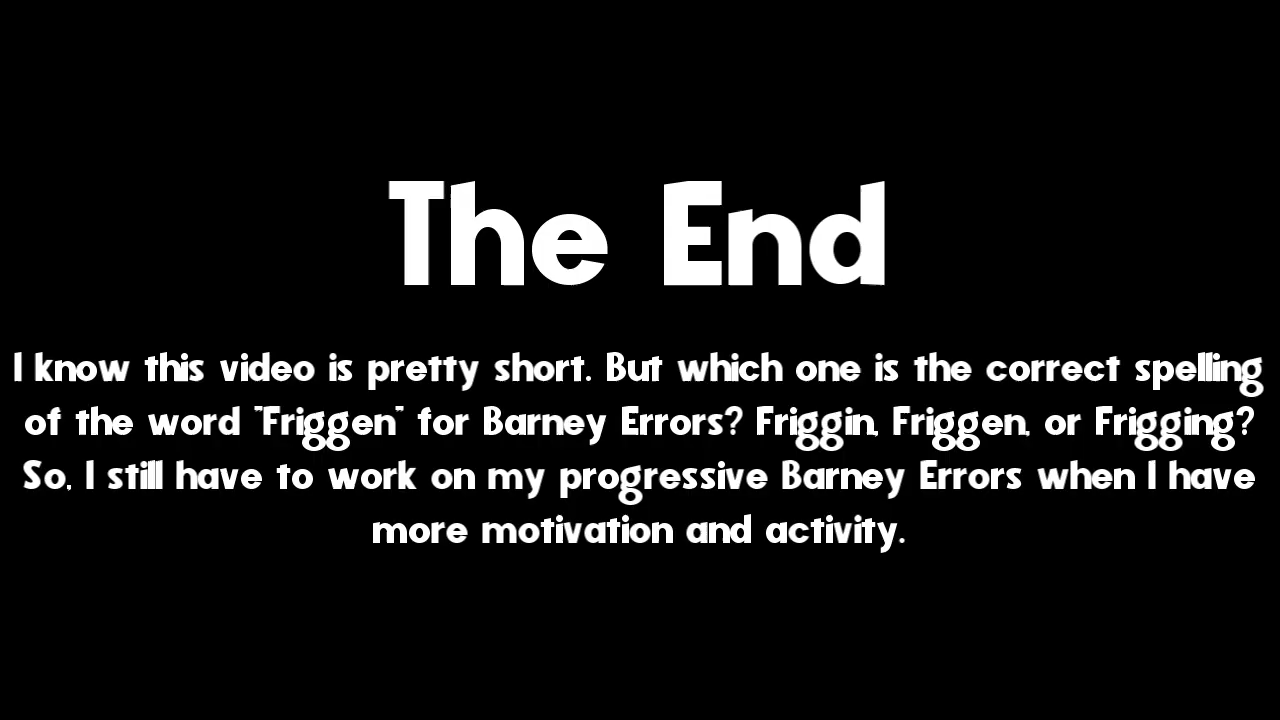 The End
I know this video is pretty short. But which one is the correct spelling
of the word "Friggen" for Barney Errors? Friggin, Friggen, or Frigging?
So, I still have to work on my progressive Barney Errors when I have
more motivation and activity.